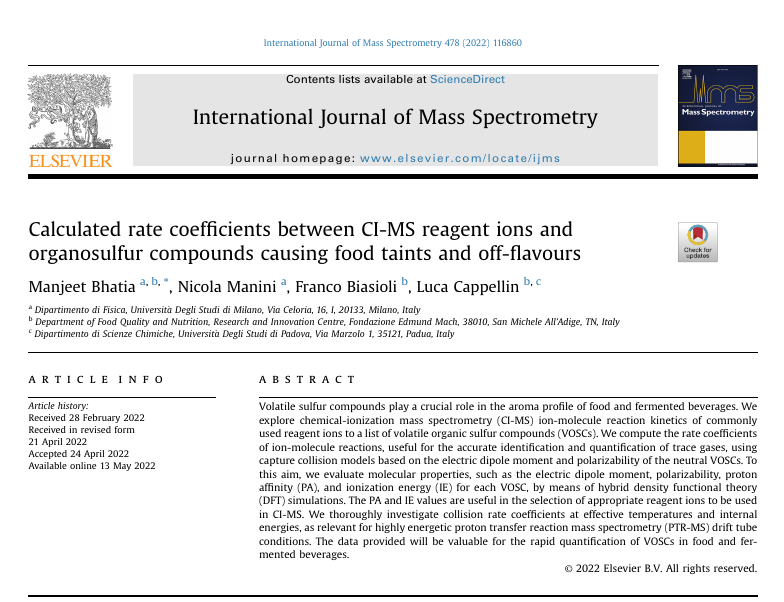 International Journal of Mass Spectrometry 478 (2022) 116860
Contents lists available at ScienceDirect
International Journal of Mass Spectrometry
journal homepage: www.elsevier.com/locate/ijms
ELSEVIER
Mass Spectrometry
Calculated rate coefficients between CI-MS reagent ions and
organosulfur compounds causing food taints and off-flavours
Check for
updates
Manjeet Bhatia a, b, *, Nicola Manini a, Franco Biasioli b, Luca Cappellin b, c
a Dipartimento di Fisica, Università Degli Studi di Milano, Via Celoria, 16, I, 20133, Milano, Italy
b Department of Food Quality and Nutrition, Research and Innovation Centre, Fondazione Edmund Mach, 38010, San Michele All'Adige, TN, Italy
c Dipartimento di Scienze Chimiche, Università Degli Studi di Padova, Via Marzolo 1, 35121, Padua, Italy
ARTICLE INFO
Article history:
Received 28 February 2022
Received in revised form
21 April 2022
Accepted 24 April 2022
Available online 13 May 2022
ABSTRACT
Volatile sulfur compounds play a crucial role in the aroma profile of food and fermented beverages. We
explore chemical-ionization mass spectrometry (CI-MS) ion-molecule reaction kinetics of commonly
used reagent ions to a list of volatile organic sulfur compounds (VOSCs). We compute the rate coefficients
of ion-molecule reactions, useful for the accurate identification and quantification of trace gases, using
capture collision models based on the electric dipole moment and polarizability of the neutral VOSCs. To
this aim, we evaluate molecular properties, such as the electric dipole moment, polarizability, proton
affinity (PA), and ionization energy (IE) for each VOSC, by means of hybrid density functional theory
(DFT) simulations. The PA and IE values are useful in the selection of appropriate reagent ions to be used
in CI-MS. We thoroughly investigate collision rate coefficients at effective temperatures and internal
energies, as relevant for highly energetic proton transfer reaction mass spectrometry (PTR-MS) drift tube
conditions. The data provided will be valuable for the rapid quantification of VOSCs in food and fer-
mented beverages.
© 2022 Elsevier B.V. All rights reserved.